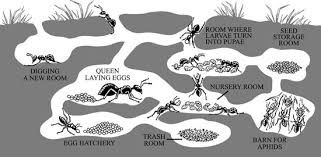 ROOM WHERE
LARVAE TURN
INTO PUPAE
SEED
STORAGE
ROOM
DIGGING
A NEW ROOM
QUEEN
LAYING EGGS
NURSERY ROOM
EGG HATCHERY
TRASH
ROOM
BARN FOR
APHIDS